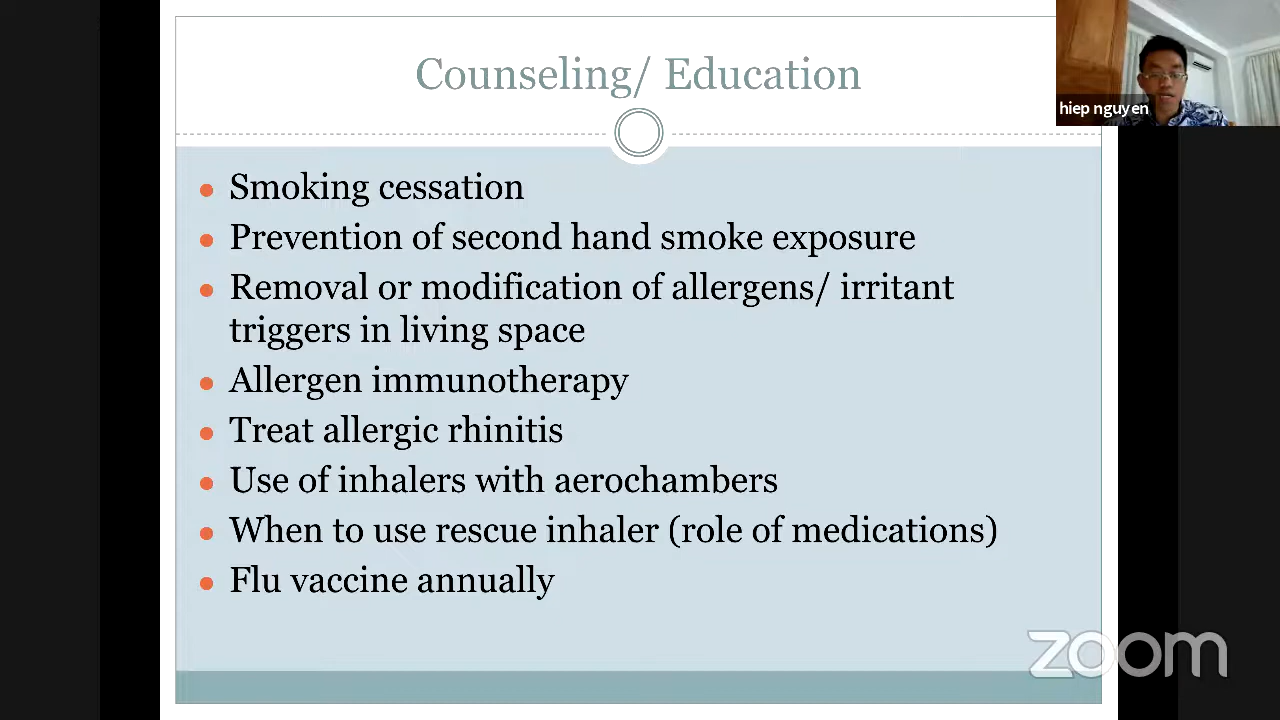 Counseling/ Education
hiep nguyen
Smoking cessation
Prevention of second hand smoke exposure
Removal or modification of allergens/ irritant
triggers in living space
Allergen immunotherapy
Treat allergic rhinitis
Use of inhalers with aerochambers
When to use rescue inhaler (role of medications)
Flu vaccine annually
zoom